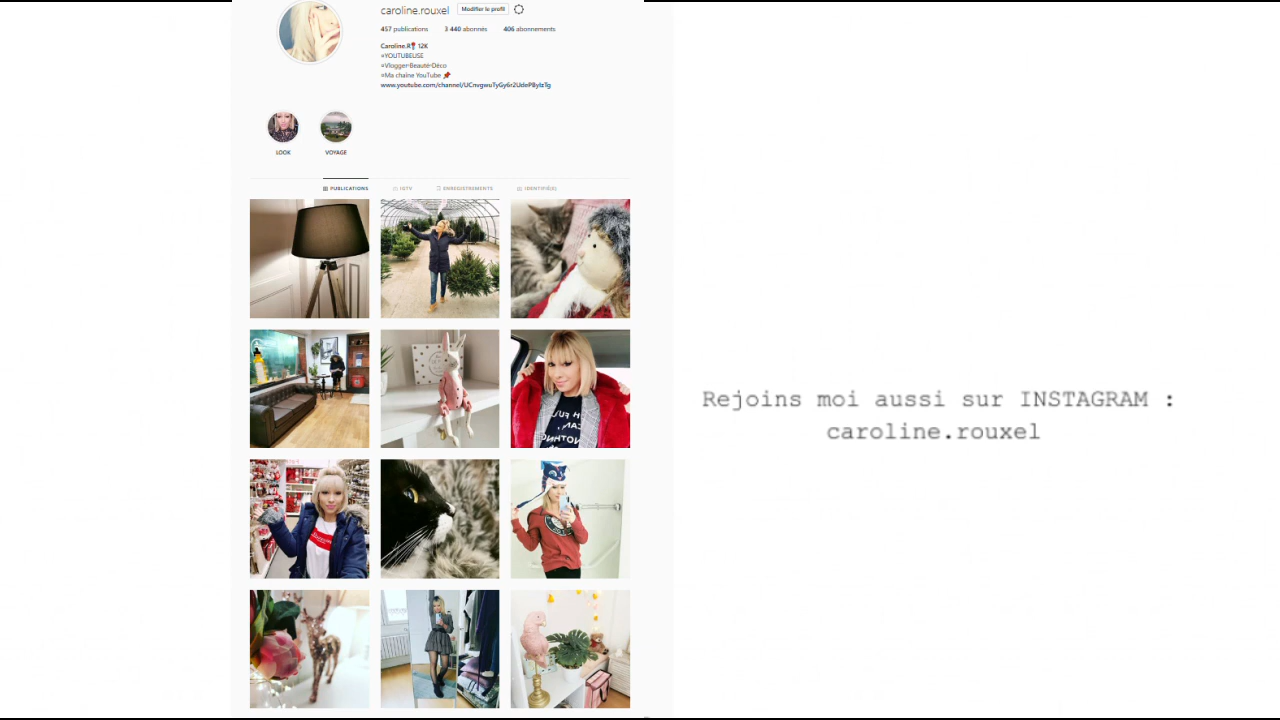 caroline.rouxel Modifier le profil
457 publications 3 440 abonnés 406 abonnements
Caroline.R 12K
=YOUTUBEUSE
=Vlogger-Beauté-Déco
=Ma chaîne YouTube
LOOK VOYAGE
PUBLICATIONS IGTV ENREGISTREMENTS IDENTIFIÉ(E)
Rejoins moi aussi sur INSTAGRAM :
caroline.rouxel